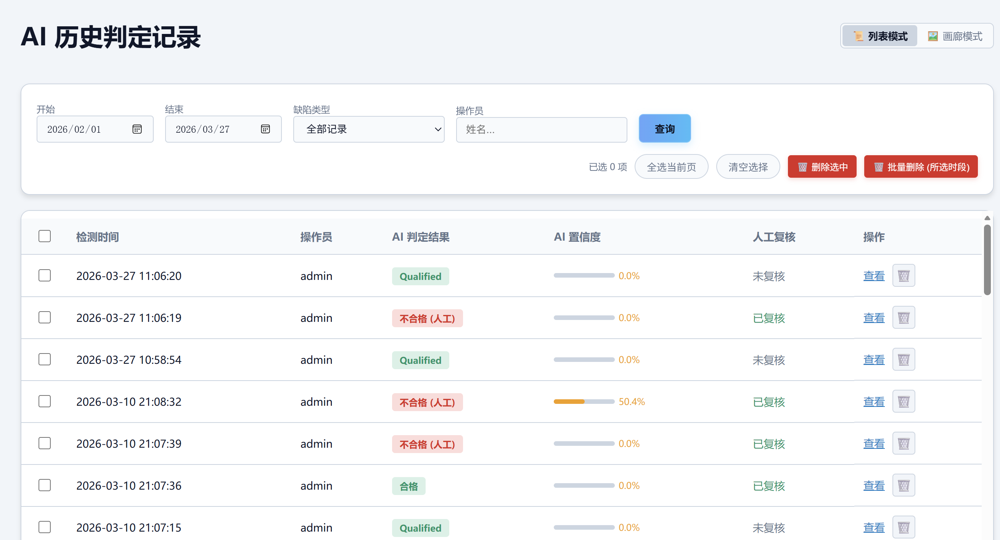 AI 历史判定记录
列表模式 画廊模式
开始 结束 缺陷类型 操作员
2026/02/01 2026/03/27 全部记录 姓名... 查询
已选 0 项 全选当前页 清空选择 删除选中 批量删除 (所选时段)
检测时间 操作员 AI 判定结果 AI 置信度 人工复核 操作
2026-03-27 11:06:20 admin Qualified 0.0% 未复核 查看
2026-03-27 11:06:19 admin 不合格 (人工) 0.0% 已复核 查看
2026-03-27 10:58:54 admin Qualified 0.0% 未复核 查看
2026-03-10 21:08:32 admin 不合格 (人工) 50.4% 已复核 查看
2026-03-10 21:07:39 admin 不合格 (人工) 0.0% 已复核 查看
2026-03-10 21:07:36 admin 合格 0.0% 已复核 查看
2026-03-10 21:07:15 admin Qualified 0.0% 未复核 查看